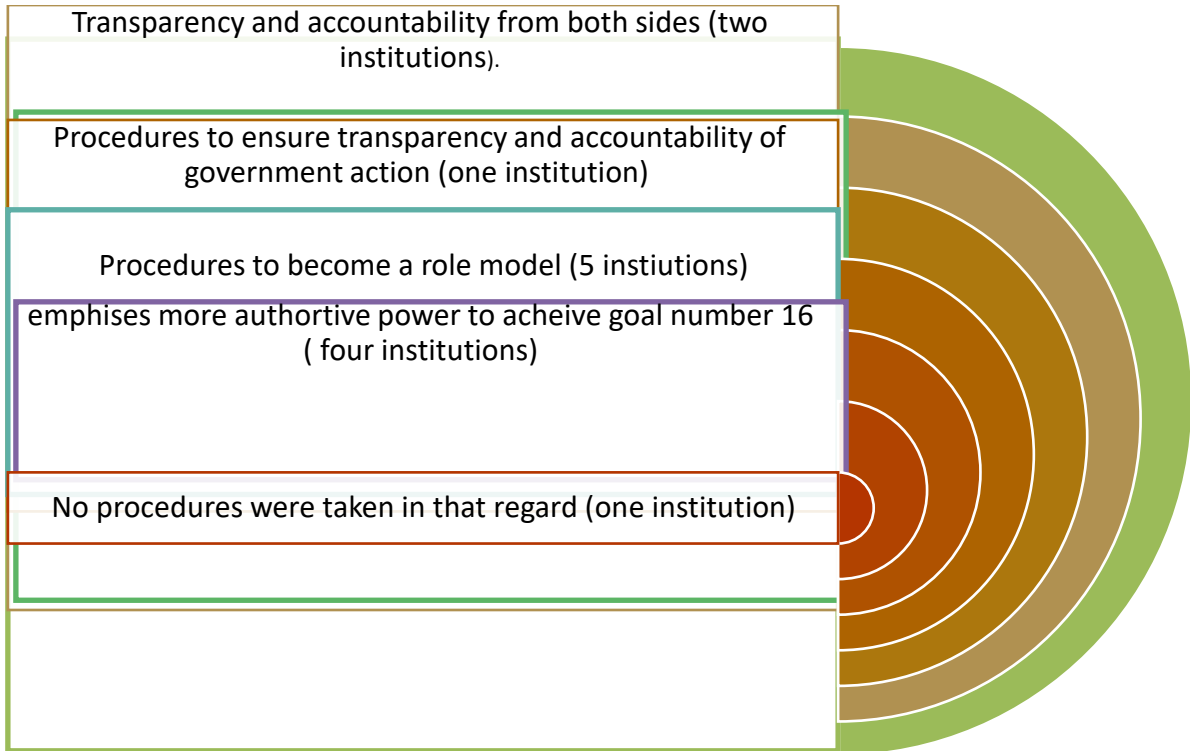 Transparency and accountability from both sides (two
institutions).
Procedures to ensure transparency and accountability of
government action (one institution)
Procedures to become a role model (5 instiutions)
emphises more authortive power to acheive goal number 16
( four institutions)
No procedures were taken in that regard (one institution)